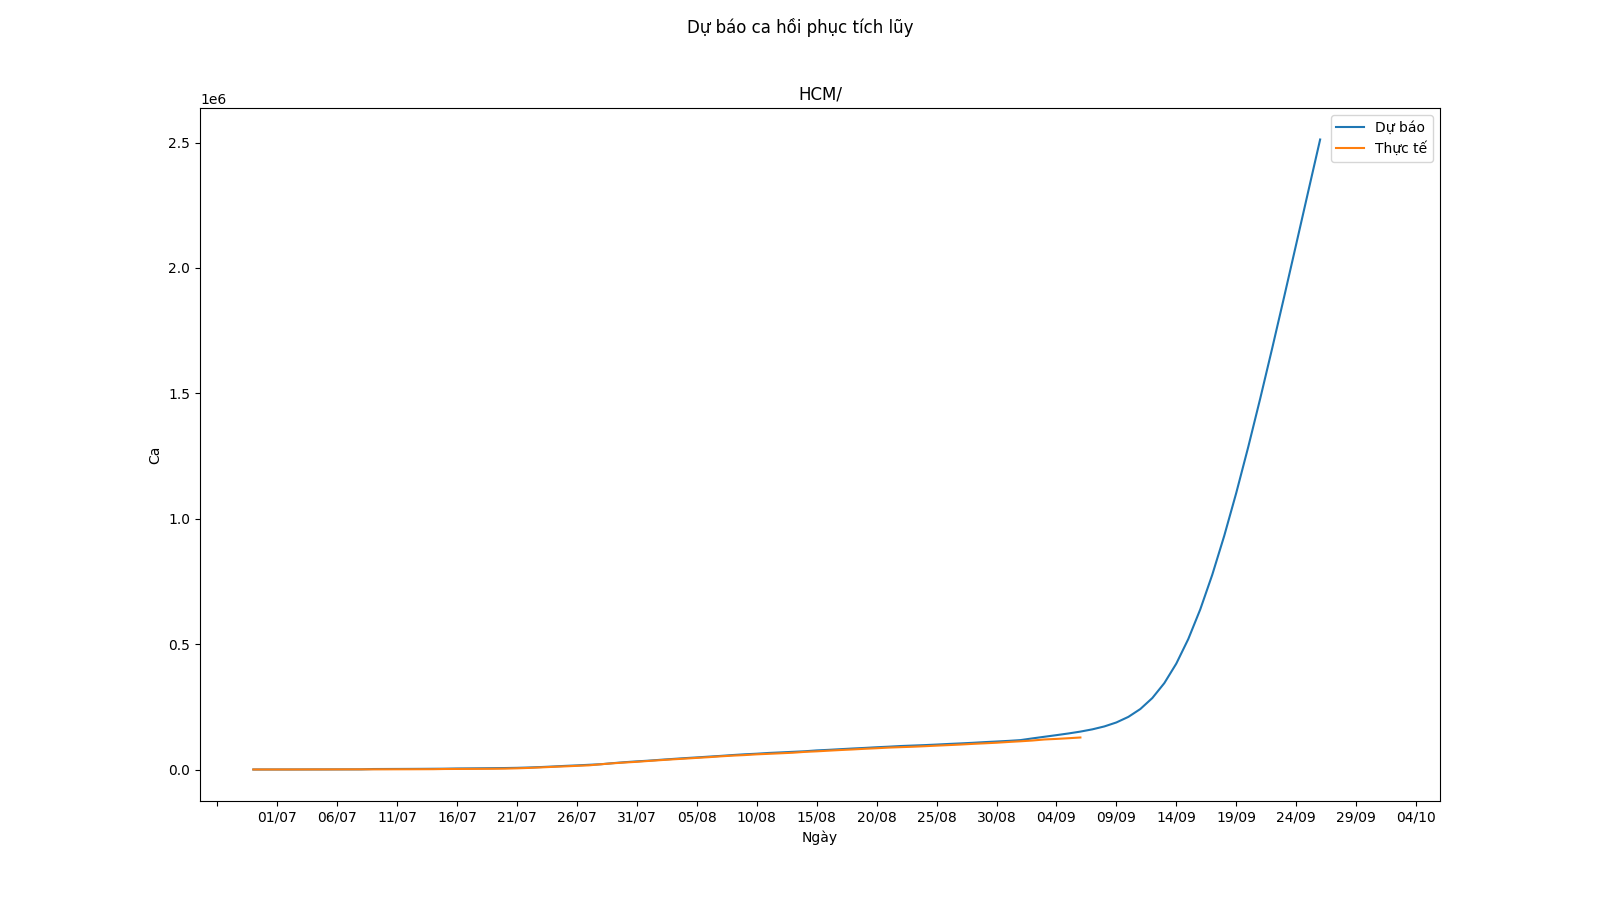 Dự báo ca hồi phục tích lũy
HCM/
1e6
Dự báo
Thực tế
2.5
2.0
1.5
1.0
0.5
0.0
Ca
01/07 06/07 11/07 16/07 21/07 26/07 31/07 05/08 10/08 15/08 20/08 25/08 30/08 04/09 09/09 14/09 19/09 24/09 29/09 04/10
Ngày